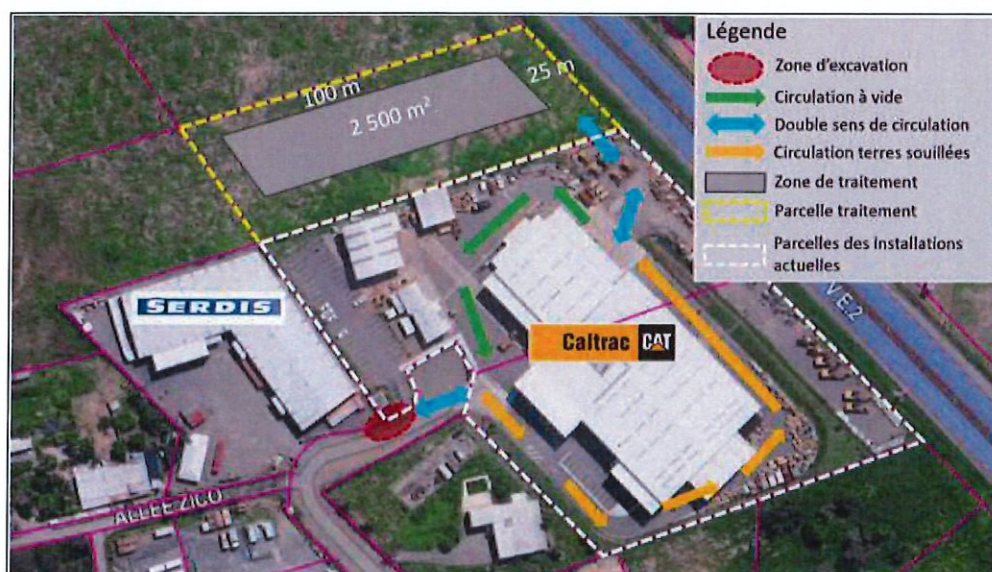 Légende
Zone d'excavation
Circulation à vide
Double sens de circulation
Circulation terres souillées
Zone de traitement
Parcelle traitement
Parcelles des installations
actuelles
100 m
25 m
2 500 m²
SERDIS
Caltrac CAT
V.E.2
ALLEE ZICO